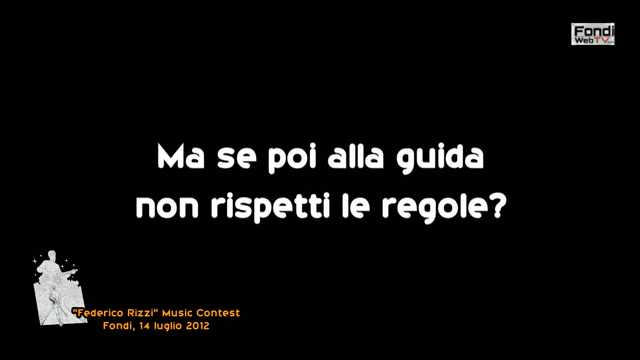 Fondi
WebTV
Ma se poi alla guida
non rispetti le regole?
"Federico Rizzi" Music Contest
Fondi, 14 luglio 2012